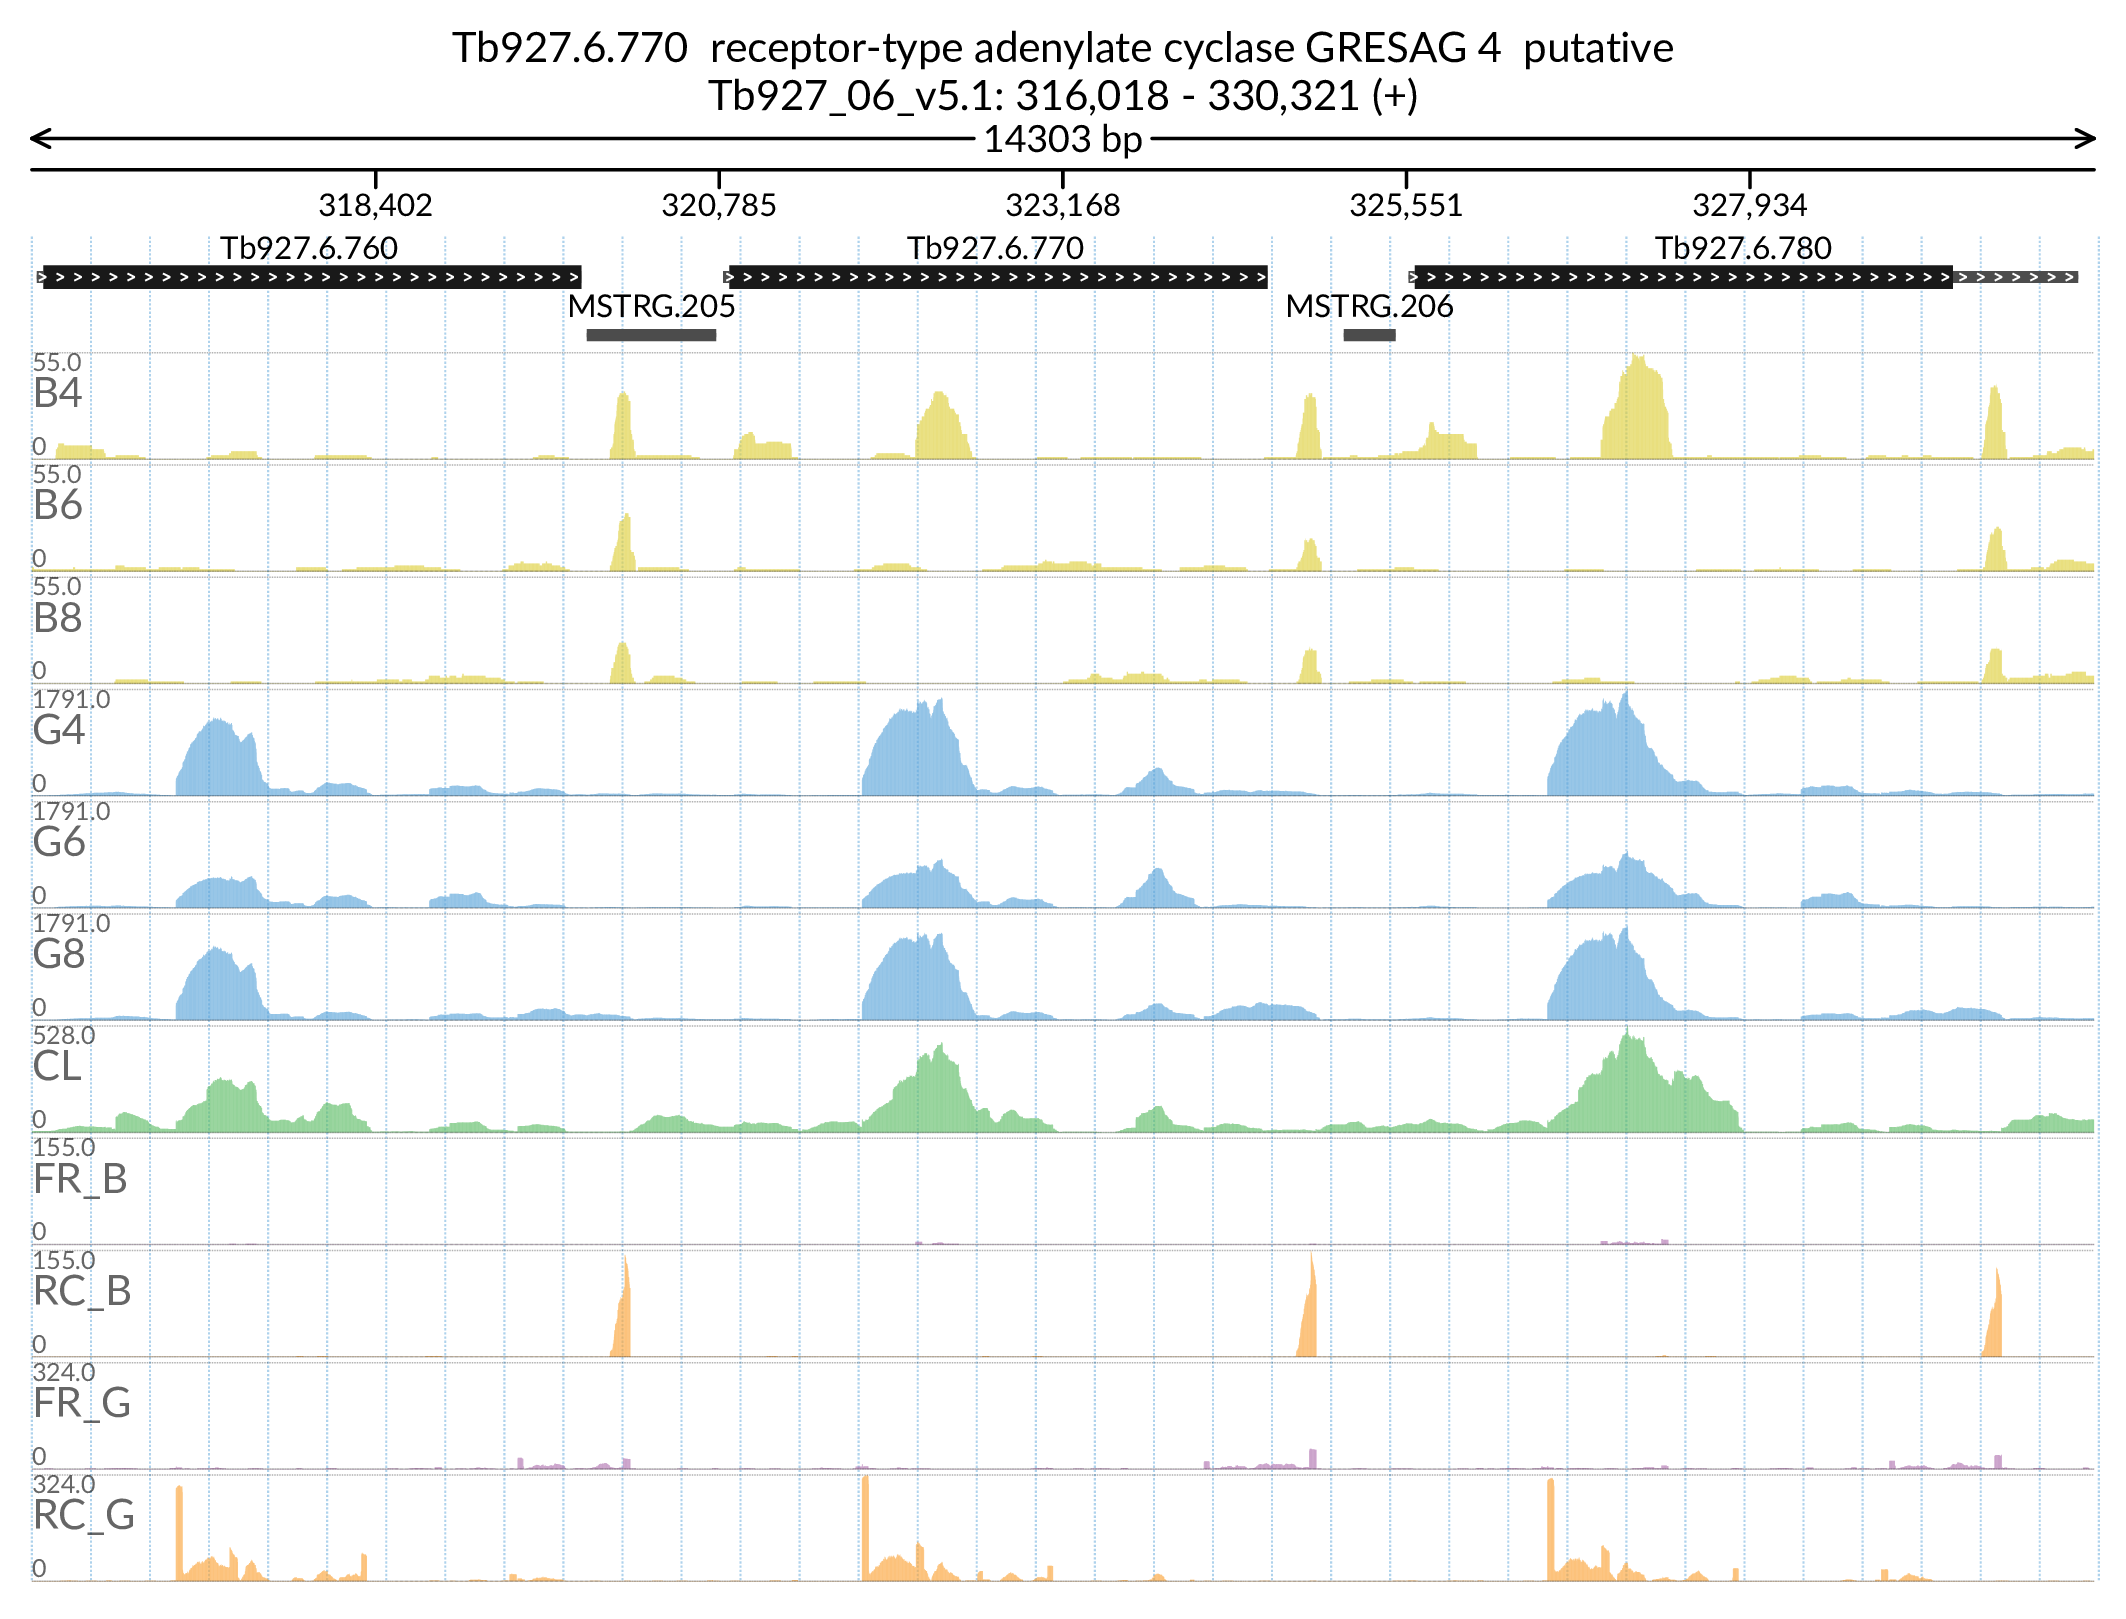 Tb927.6.770  receptor-type adenylate cyclase GRESAG 4  putative
Tb927_06_v5.1: 316,018 - 330,321 (+)
14303 bp
318,402 320,785 323,168 325,551 327,934
Tb927.6.760 Tb927.6.770 Tb927.6.780
MSTRG.205 MSTRG.206
55.0
B4
0
55.0
B6
0
55.0
B8
0
1791.0
G4
0
1791.0
G6
0
1791.0
G8
0
528.0
CL
0
155.0
FR_B
0
155.0
RC_B
0
324.0
FR_G
0
324.0
RC_G
0